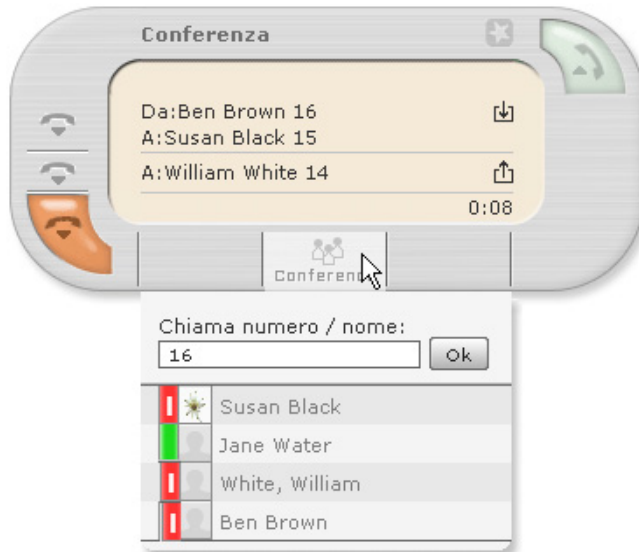 Conferenza
Da:Ben Brown 16
A:Susan Black 15
A:William White 14
0:08
Chiama numero / nome:
16
Ok
Susan Black
Jane Water
White, William
Ben Brown